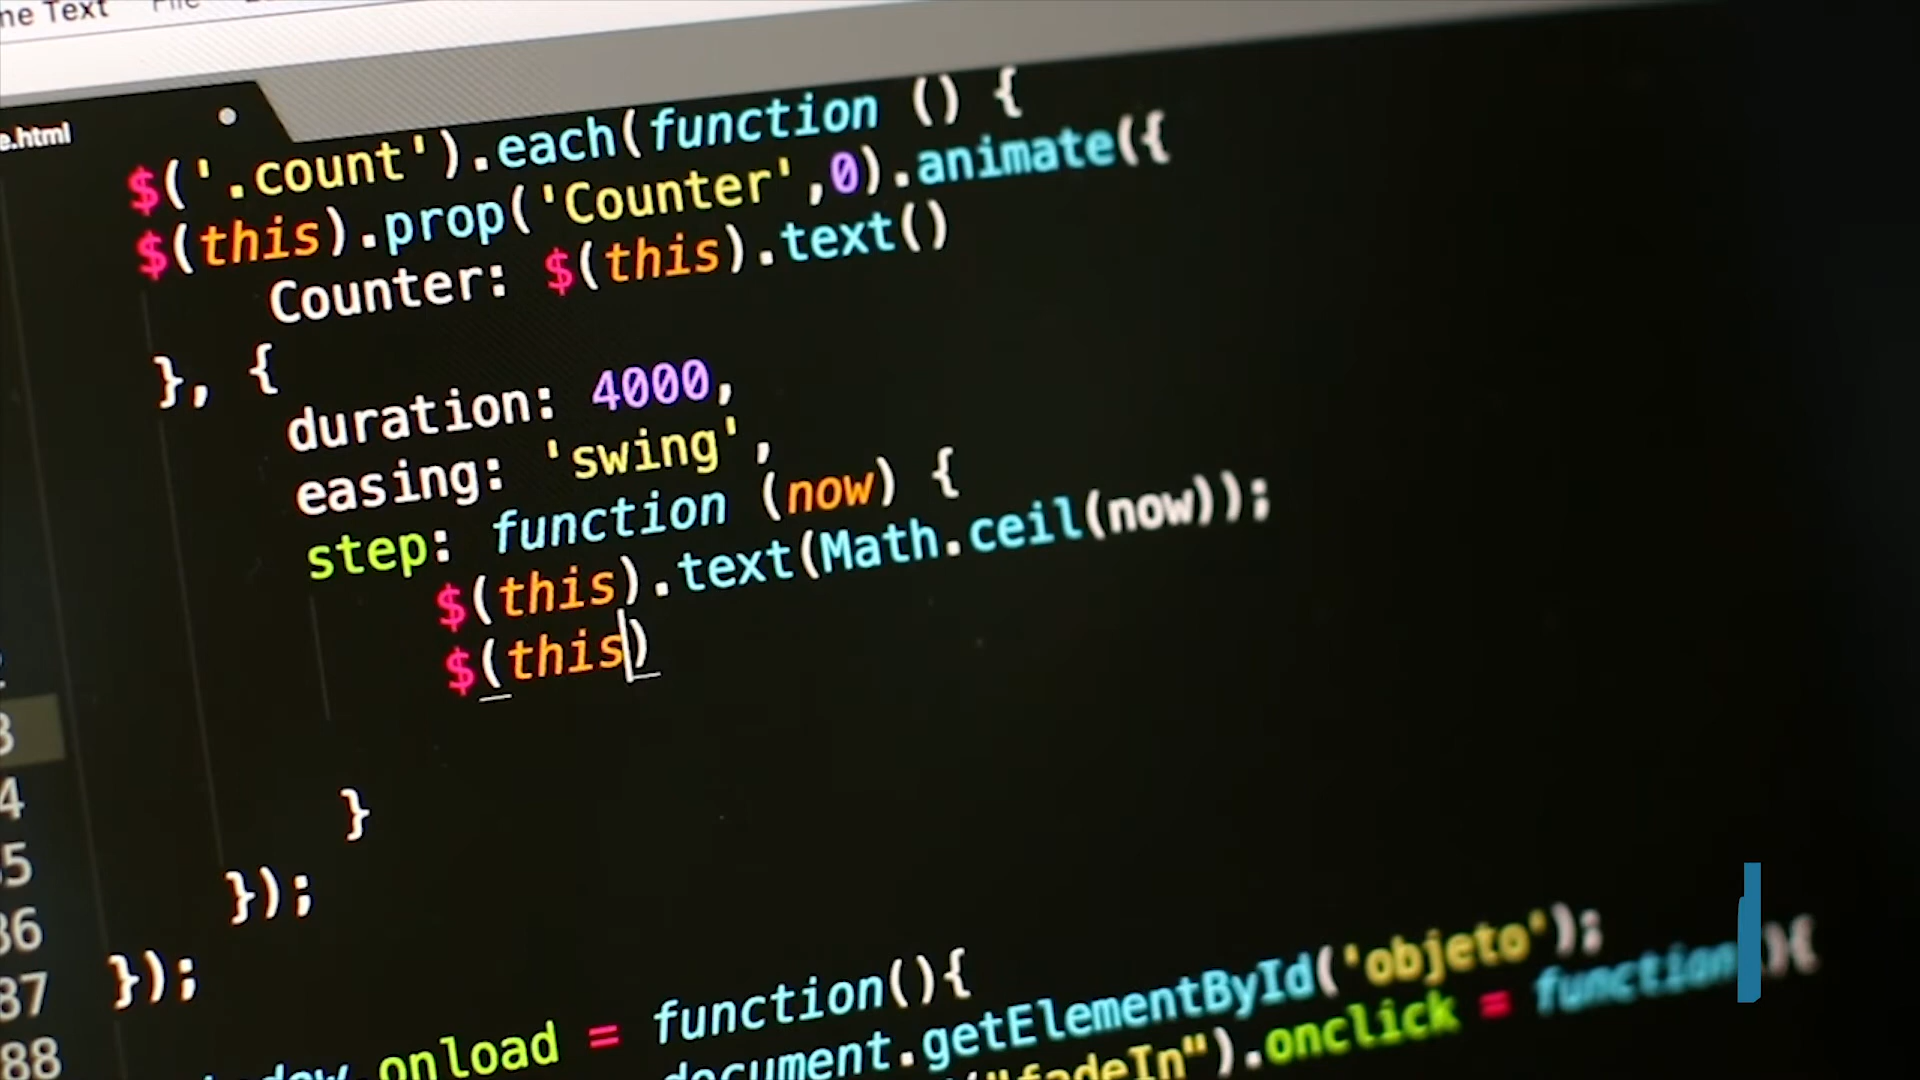 ne Text File
e.html
$('.count').each(function () {
$(this).prop('Counter',0).animate({
Counter: $(this).text()
}, {
duration: 4000,
easing: 'swing',
step: function (now) {
$(this).text(Math.ceil(now));
$(this)
3
4
}
5
});
86
});
87
onload = function(){
88
document.getElementById('objeto');
"fadeIn").onclick = function(){